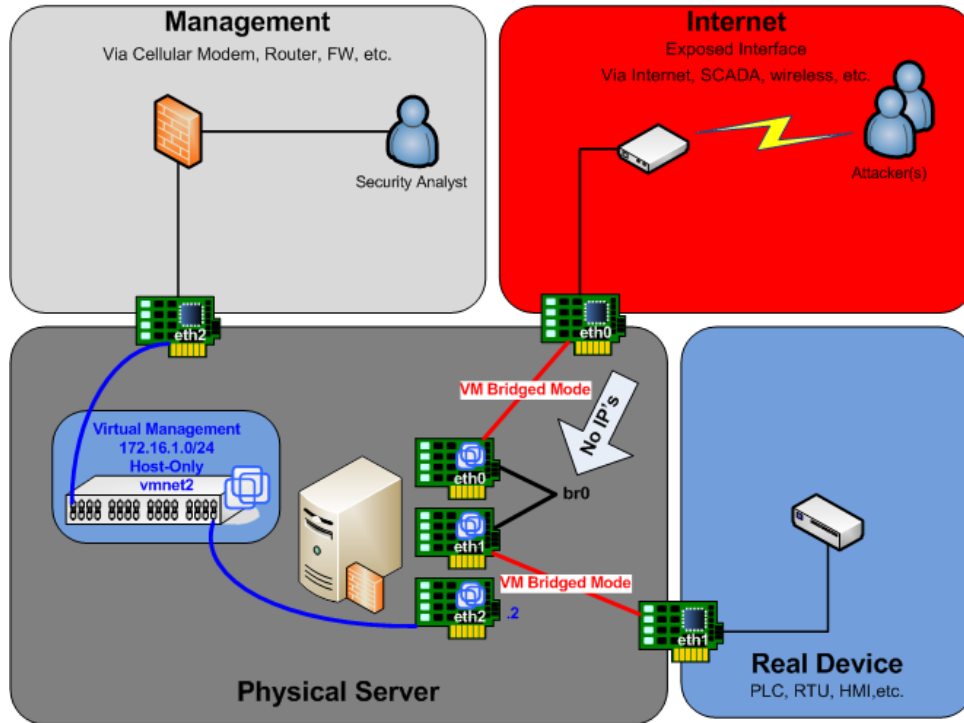 Management
Via Cellular Modem, Router, FW, etc.
Security Analyst
Internet
Exposed Interface
Via Internet, SCADA, wireless, etc.
Attacker(s)
eth2
eth0
VM Bridged Mode
No IP's
Virtual Management
172.16.1.0/24
Host-Only
vmnet2
eth0
br0
eth1
VM Bridged Mode
eth2
.2
eth1
Physical Server
Real Device
PLC, RTU, HMI,etc.